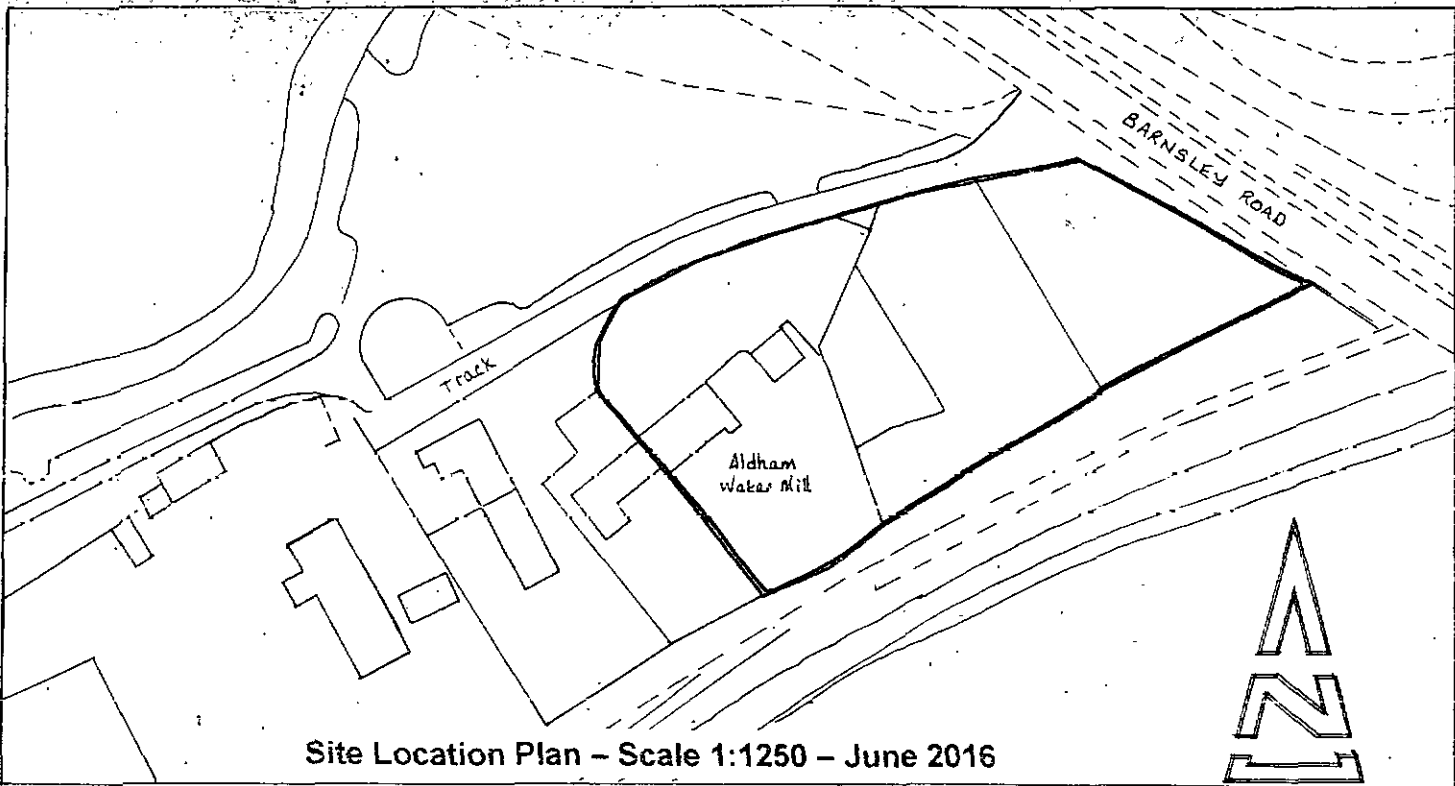 BARNSLEY ROAD
Track
Aldham
Water Mill
Site Location Plan – Scale 1:1250 – June 2016
N